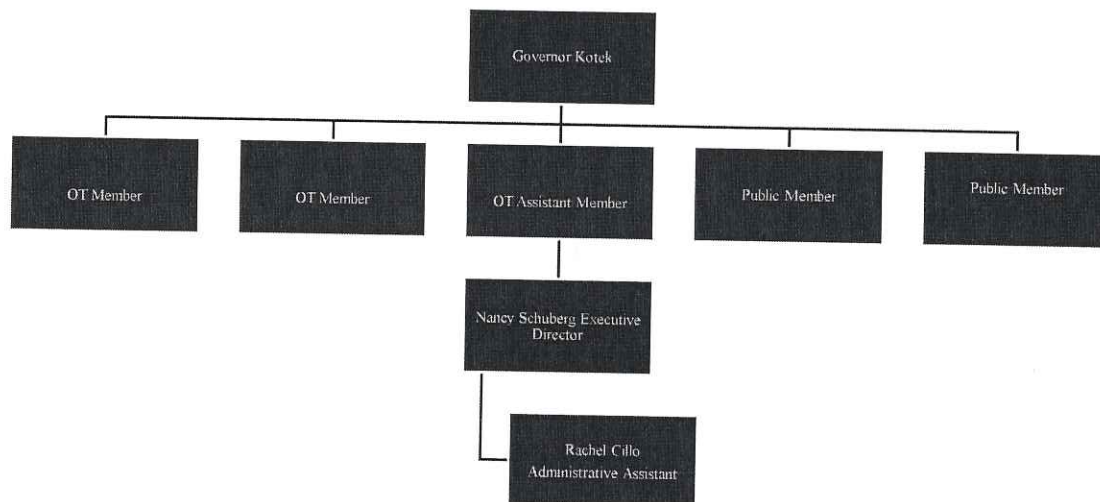 Governor Kotek
OT Member
OT Member
OT Assistant Member
Public Member
Public Member
Nancy Schuberg Executive
Director
Rachel Cillo
Administrative Assistant